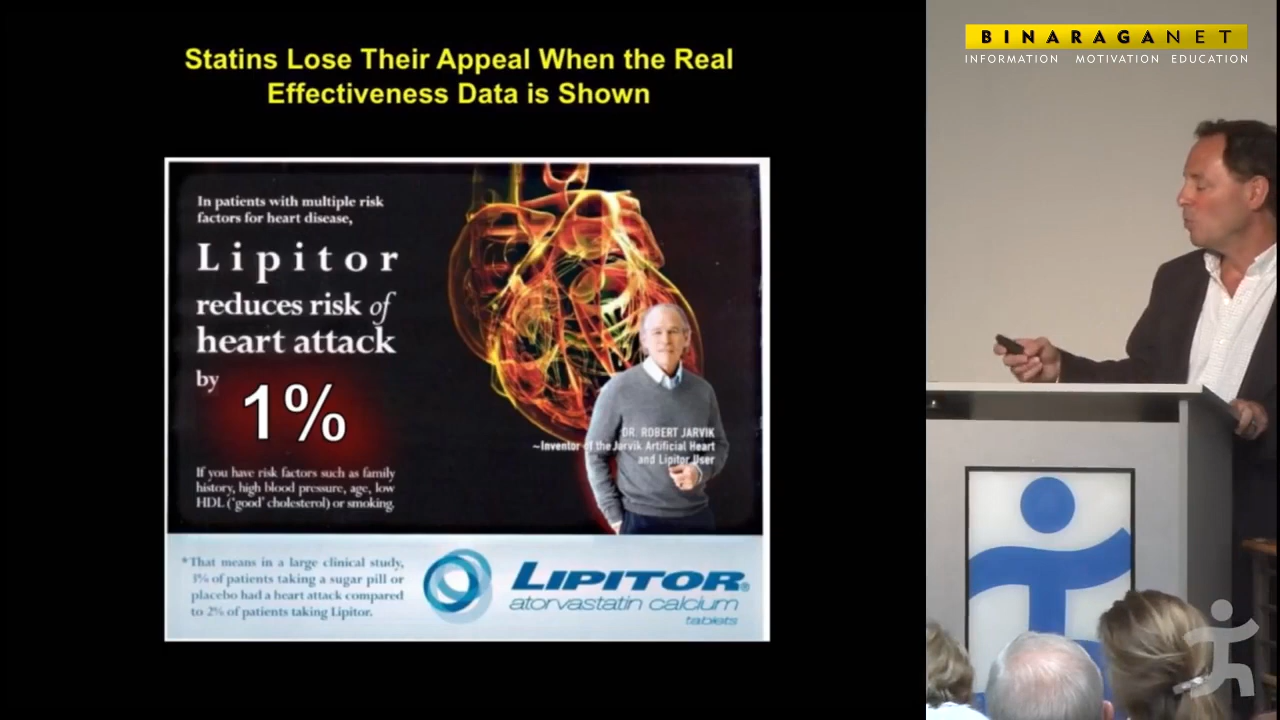 Statins Lose Their Appeal When the Real
Effectiveness Data is Shown
In patients with multiple risk
factors for heart disease,
Lipitor
reduces risk of
heart attack
by
1%
If you have risk factors such as family
history, high blood pressure, age, low
HDL ('good' cholesterol) or smoking.
DR. ROBERT JARVIK
~Inventor of the Jarvik Artificial Heart
and Lipitor User
*That means in a large clinical study,
3% of patients taking a sugar pill or
placebo had a heart attack compared
to 2% of patients taking Lipitor.
LIPITOR®
atorvastatin calcium
tablets
BINARAGANET
INFORMATION MOTIVATION EDUCATION